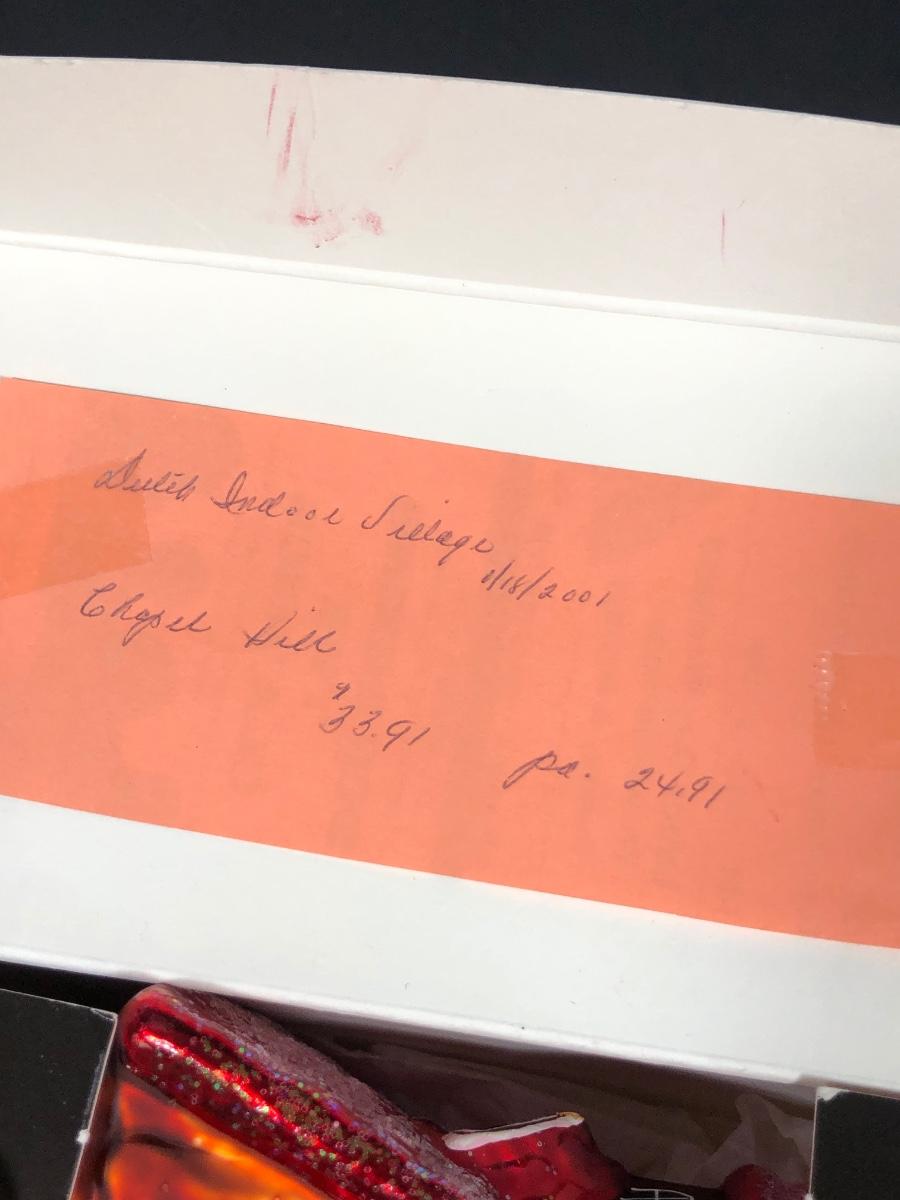 Dutch Indoor Village
1/18/2001
Chapel Hill
$33.91 pd. 24.91